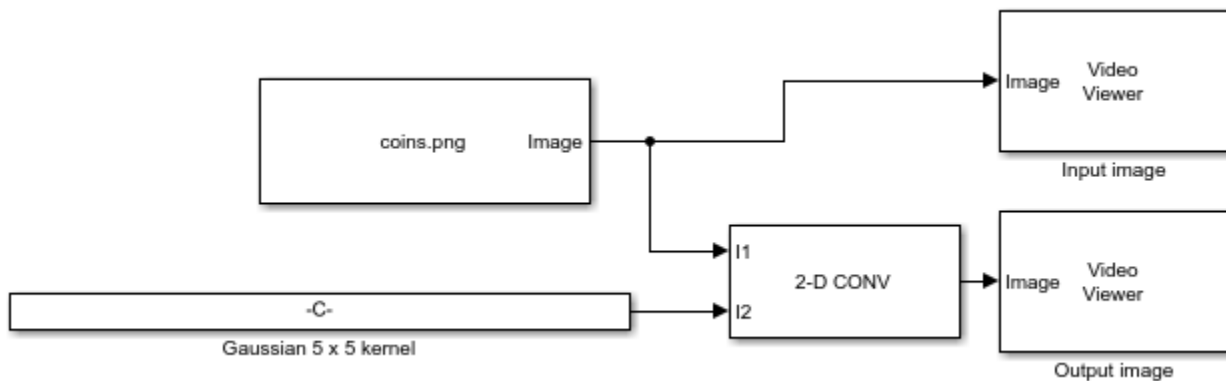 coins.png
Image
Image
Video
Viewer
Input image
I1
I2
2-D CONV
Image
Video
Viewer
Output image
-C-
Gaussian 5 x 5 kernel